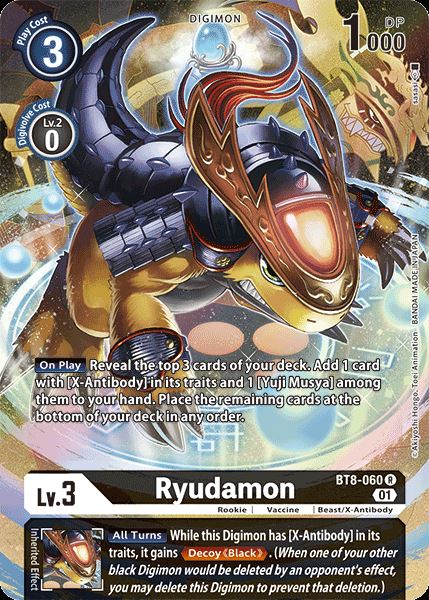 DIGIMON
Play Cost
3
DP
1000
Digivolve Cost
Lv.2
0
sasasi
©Akiyoshi Hongo, Toei Animation BANDAI MADE IN JAPAN
On Play Reveal the top 3 cards of your deck. Add 1 card
with [X-Antibody] in its traits and 1 [Yuji Musya] among
them to your hand. Place the remaining cards at the
bottom of your deck in any order.
BT8-060 R
01
Lv.3
Ryudamon
Rookie | Vaccine | Beast/X-Antibody
Inherited Effect
All Turns While this Digimon has [X-Antibody] in its
traits, it gains Decoy《Black》. (When one of your other
black Digimon would be deleted by an opponent's effect,
you may delete this Digimon to prevent that deletion.)